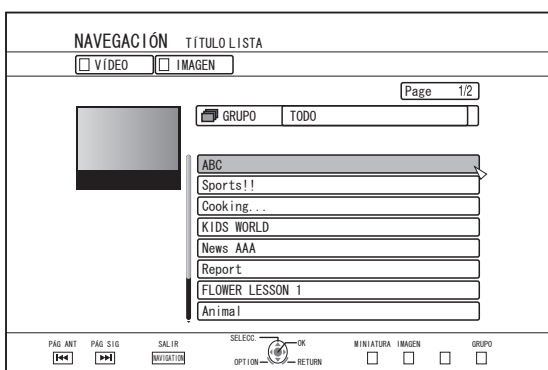 NAVEGACIÓN TÍTULO LISTA
VÍDEO IMAGEN
Page 1/2
GRUPO TODO
ABC
Sports!!
Cooking...
KIDS WORLD
News AAA
Report
FLOWER LESSON 1
Animal
PÁG ANT PÁG SIG SALIR SELECC. OK MINIATURA IMAGEN GRUPO
NAVIGATION OPTION RETURN